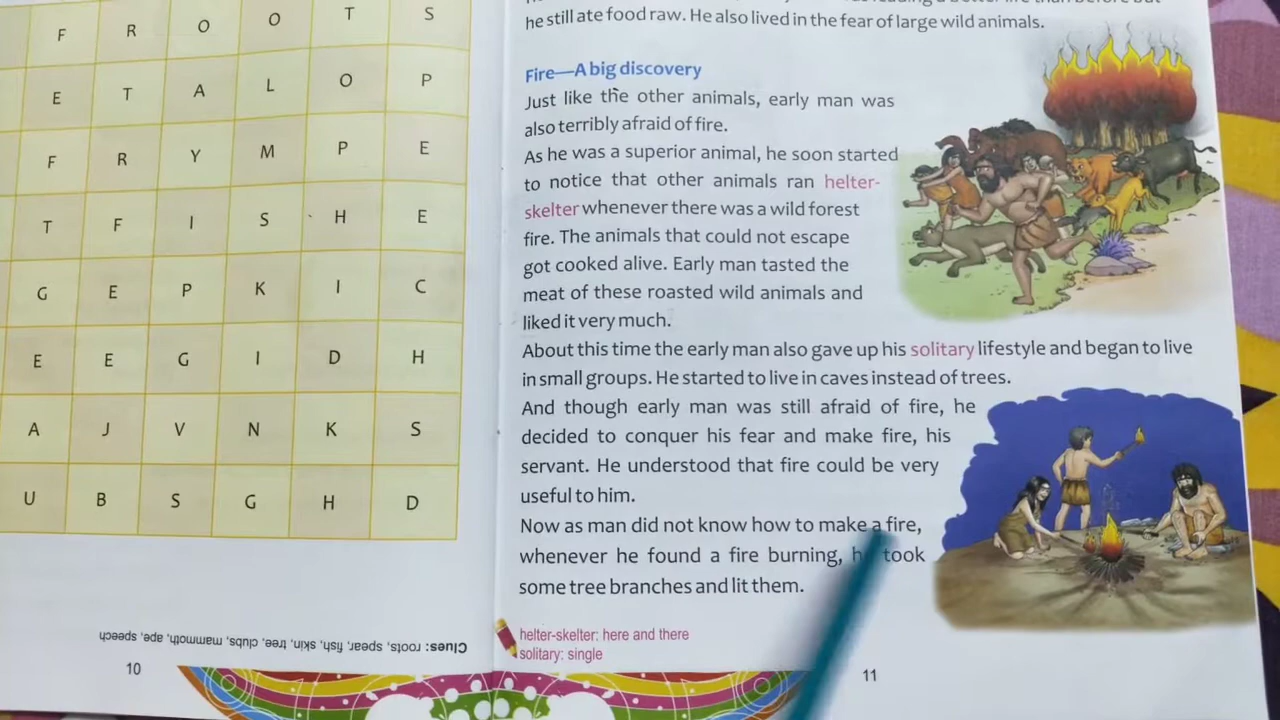 F R O O T S
E T A L O P
F R Y M P E
T F I S H E
G E P K I C
E E G I D H
A J V N K S
U B S G H D
Clues: roots, spear, fish, skin, tree, clubs, mammoth, ape, speech
10
he still ate food raw. He also lived in the fear of large wild animals.
Fire—A big discovery
Just like the other animals, early man was
also terribly afraid of fire.
As he was a superior animal, he soon started
to notice that other animals ran helter-
skelter whenever there was a wild forest
fire. The animals that could not escape
got cooked alive. Early man tasted the
meat of these roasted wild animals and
liked it very much.
About this time the early man also gave up his solitary lifestyle and began to live
in small groups. He started to live in caves instead of trees.
And though early man was still afraid of fire, he
decided to conquer his fear and make fire, his
servant. He understood that fire could be very
useful to him.
Now as man did not know how to make a fire,
whenever he found a fire burning, he took
some tree branches and lit them.
helter-skelter: here and there
solitary: single
11